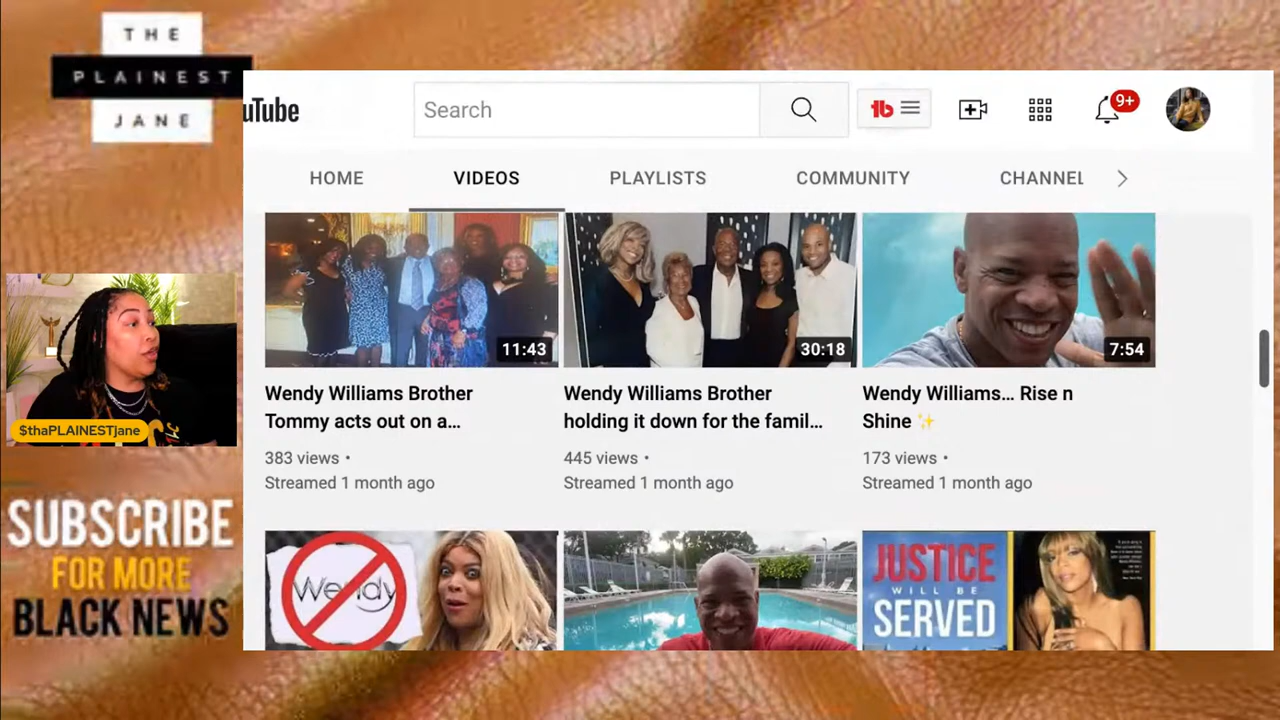 THE
PLAINEST
JANE
uTube
Search
9+
HOME
VIDEOS
PLAYLISTS
COMMUNITY
CHANNEL
11:43
30:18
7:54
Wendy Williams Brother
Tommy acts out on a...
383 views •
Streamed 1 month ago
Wendy Williams Brother
holding it down for the famil...
445 views •
Streamed 1 month ago
Wendy Williams... Rise n
Shine ✨
173 views •
Streamed 1 month ago
$thaPLAINESTjane
SUBSCRIBE
FOR MORE
BLACK NEWS
Wendy
JUSTICE
WILL BE
SERVED